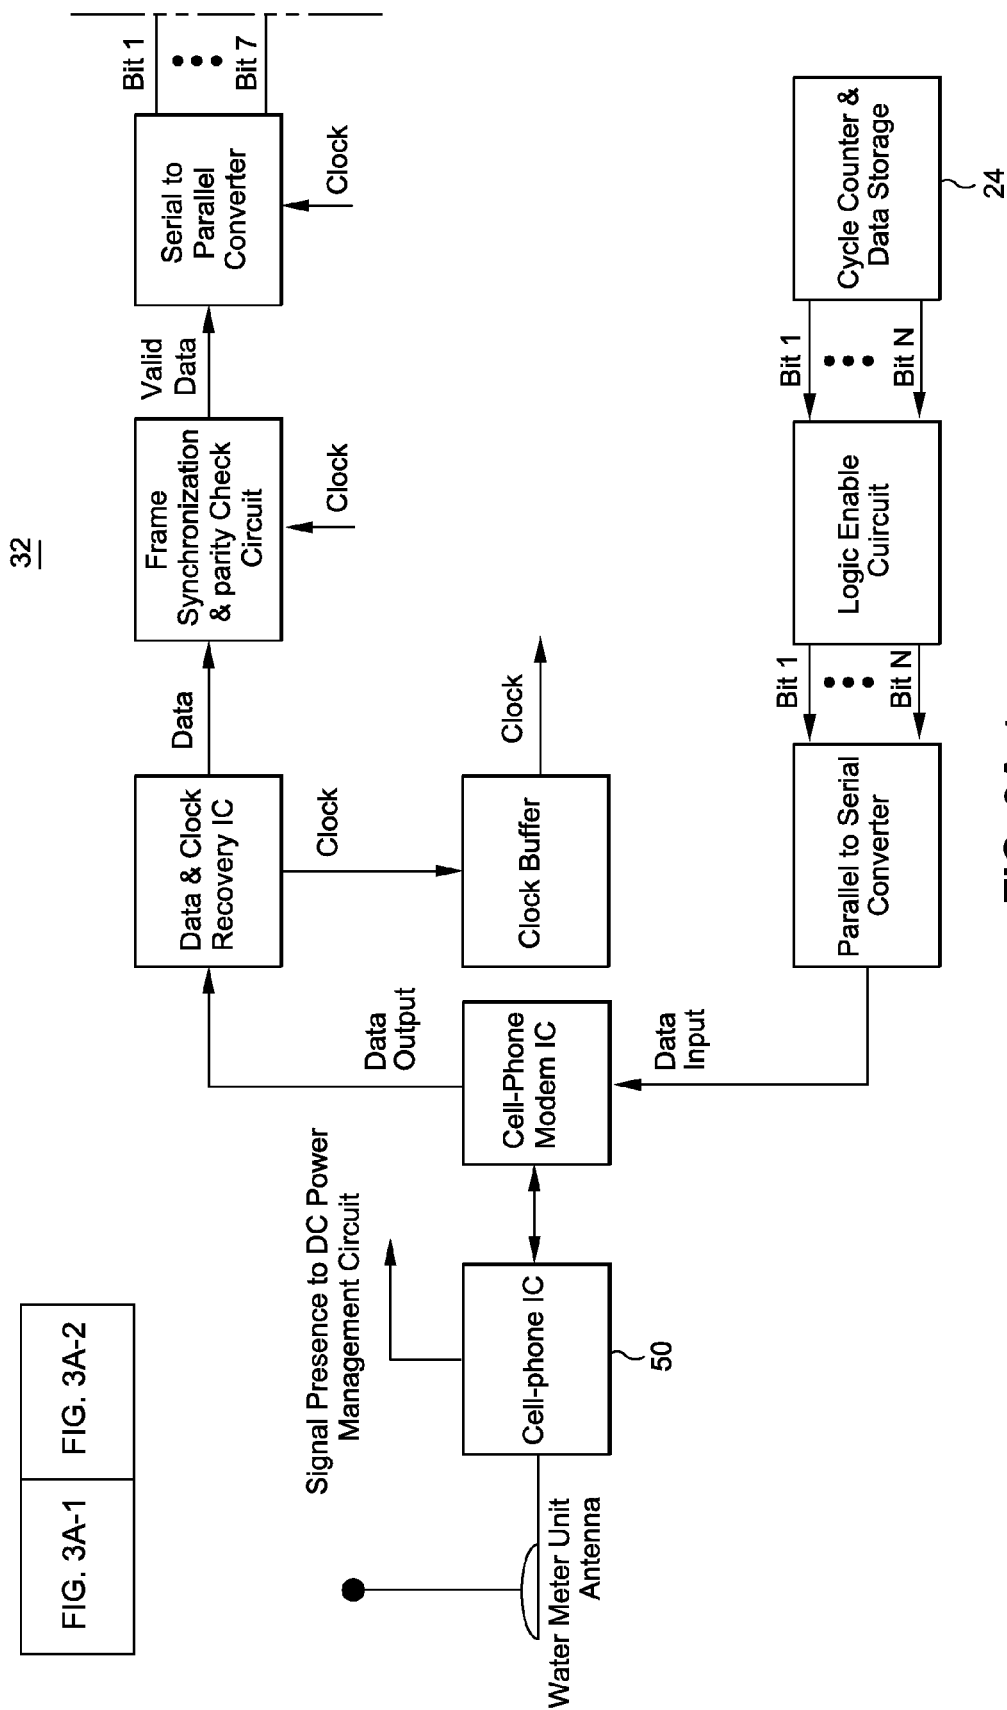 FIG. 3A-1
FIG. 3A-2
32
Water Meter Unit
Antenna
Signal Presence to DC Power
Management Circuit
Cell-phone IC
50
Cell-Phone
Modem IC
Data
Output
Data
Input
Data & Clock
Recovery IC
Clock
Clock Buffer
Clock
Data
Frame
Synchronization
& parity Check
Circuit
Clock
Valid
Data
Serial to
Parallel
Converter
Clock
Bit 1
Bit 7
Parallel to Serial
Converter
Bit 1
Bit N
Logic Enable
Cuircuit
Bit 1
Bit N
Cycle Counter &
Data Storage
24